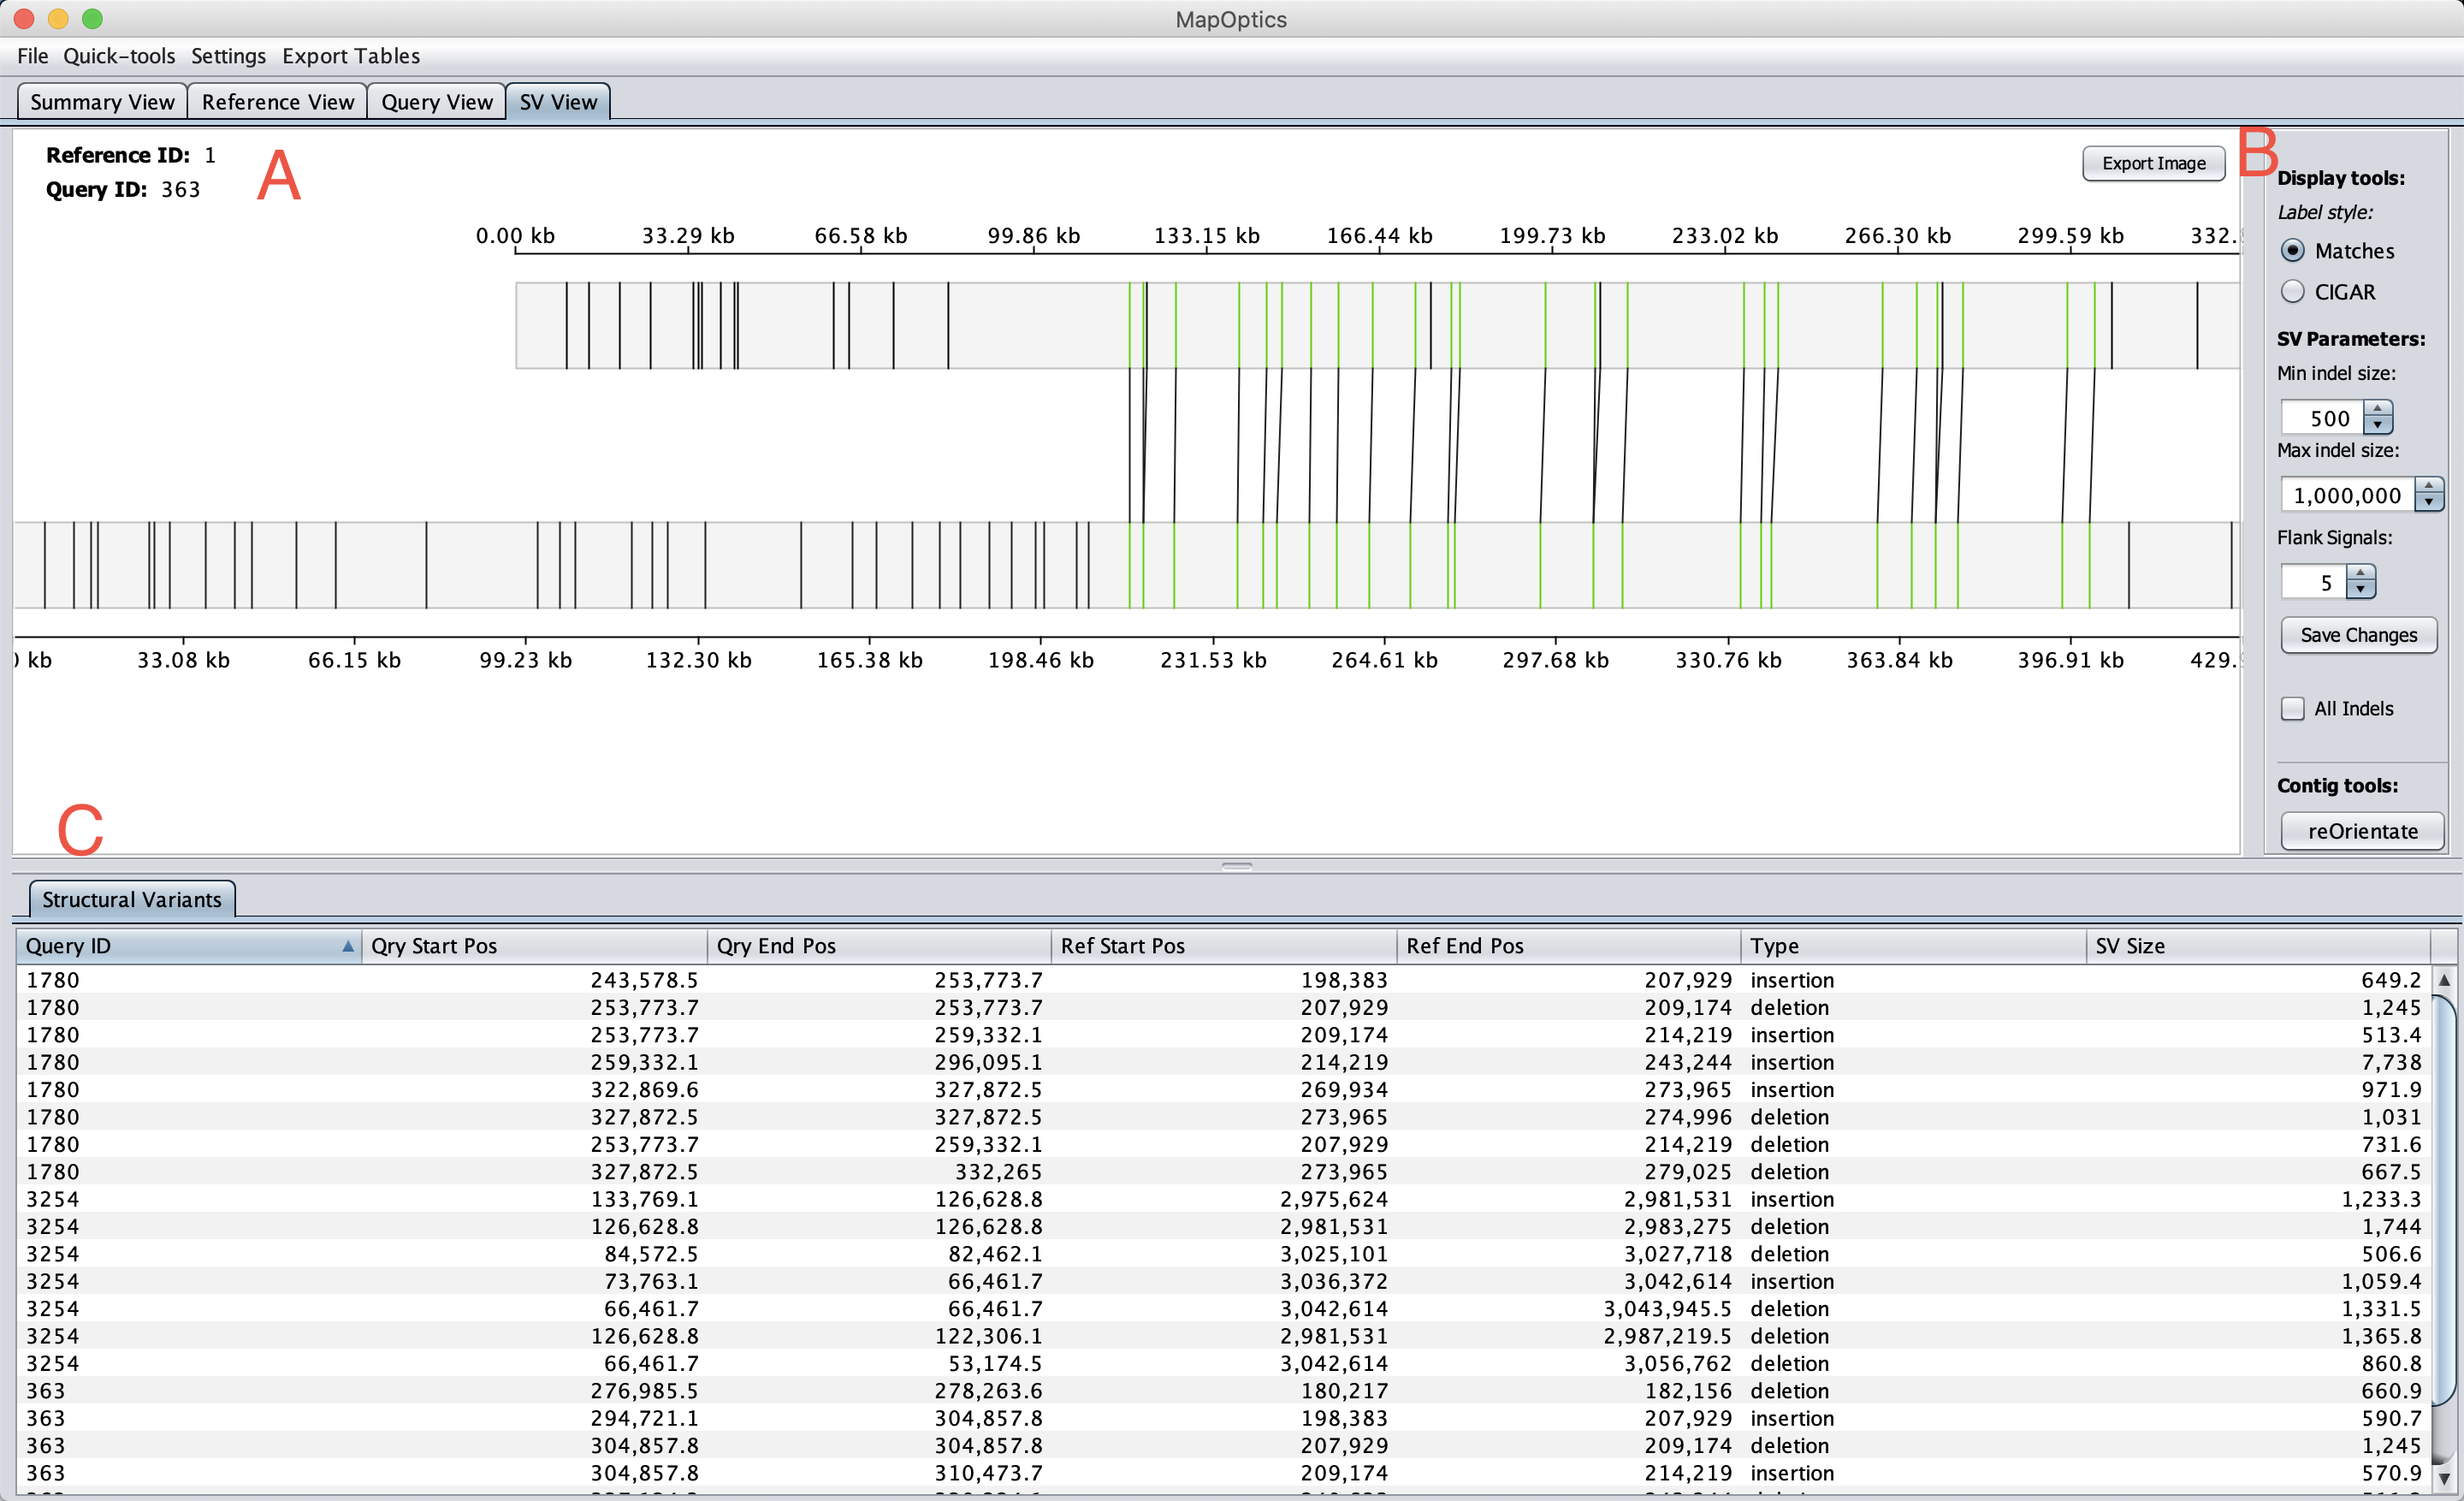 MapOptics
File Quick-tools Settings Export Tables
Summary View Reference View Query View SV View
Reference ID: 1
Query ID: 363
A
Export Image
B
0.00 kb 33.29 kb 66.58 kb 99.86 kb 133.15 kb 166.44 kb 199.73 kb 233.02 kb 266.30 kb 299.59 kb 332.
kb 33.08 kb 66.15 kb 99.23 kb 132.30 kb 165.38 kb 198.46 kb 231.53 kb 264.61 kb 297.68 kb 330.76 kb 363.84 kb 396.91 kb 429.
Display tools:
Label style:
Matches
CIGAR
SV Parameters:
Min indel size:
500
Max indel size:
1,000,000
Flank Signals:
5
Save Changes
All Indels
Contig tools:
reOrientate
C
Structural Variants
Query ID Qry Start Pos Qry End Pos Ref Start Pos Ref End Pos Type SV Size
1780 243,578.5 253,773.7 198,383 207,929 insertion 649.2
1780 253,773.7 253,773.7 207,929 209,174 deletion 1,245
1780 253,773.7 259,332.1 209,174 214,219 insertion 513.4
1780 259,332.1 296,095.1 214,219 243,244 insertion 7,738
1780 322,869.6 327,872.5 269,934 273,965 insertion 971.9
1780 327,872.5 327,872.5 273,965 274,996 deletion 1,031
1780 253,773.7 259,332.1 207,929 214,219 deletion 731.6
1780 327,872.5 332,265 273,965 279,025 deletion 667.5
3254 133,769.1 126,628.8 2,975,624 2,981,531 insertion 1,233.3
3254 126,628.8 126,628.8 2,981,531 2,983,275 deletion 1,744
3254 84,572.5 82,462.1 3,025,101 3,027,718 deletion 506.6
3254 73,763.1 66,461.7 3,036,372 3,042,614 insertion 1,059.4
3254 66,461.7 66,461.7 3,042,614 3,043,945.5 deletion 1,331.5
3254 126,628.8 122,306.1 2,981,531 2,987,219.5 deletion 1,365.8
3254 66,461.7 53,174.5 3,042,614 3,056,762 deletion 860.8
363 276,985.5 278,263.6 180,217 182,156 deletion 660.9
363 294,721.1 304,857.8 198,383 207,929 insertion 590.7
363 304,857.8 304,857.8 207,929 209,174 deletion 1,245
363 304,857.8 310,473.7 209,174 214,219 insertion 570.9